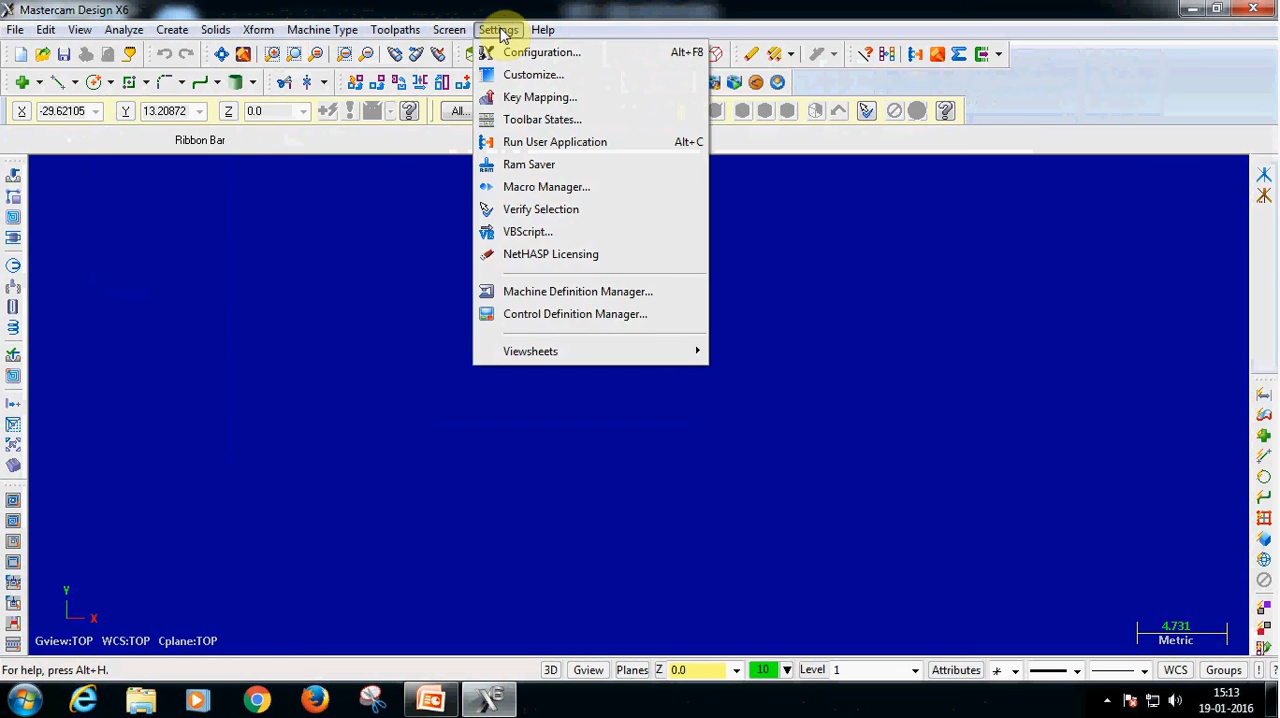 Mastercam Design X6
File Edit View Analyze Create Solids Xform Machine Type Toolpaths Screen Settings Help
X -29.62105 Y 13.20872 Z 0.0 All...
Ribbon Bar
Configuration... Alt+F8
Customize...
Key Mapping...
Toolbar States...
Run User Application Alt+C
Ram Saver
Macro Manager...
Verify Selection
VBScript...
NetHASP Licensing
Machine Definition Manager...
Control Definition Manager...
Viewsheets
Y
X
Gview:TOP WCS:TOP Cplane:TOP
4.731
Metric
For help, press Alt+H.
3D Gview Planes Z 0.0 10 Level 1 Attributes WCS Groups ?
15:13
19-01-2016